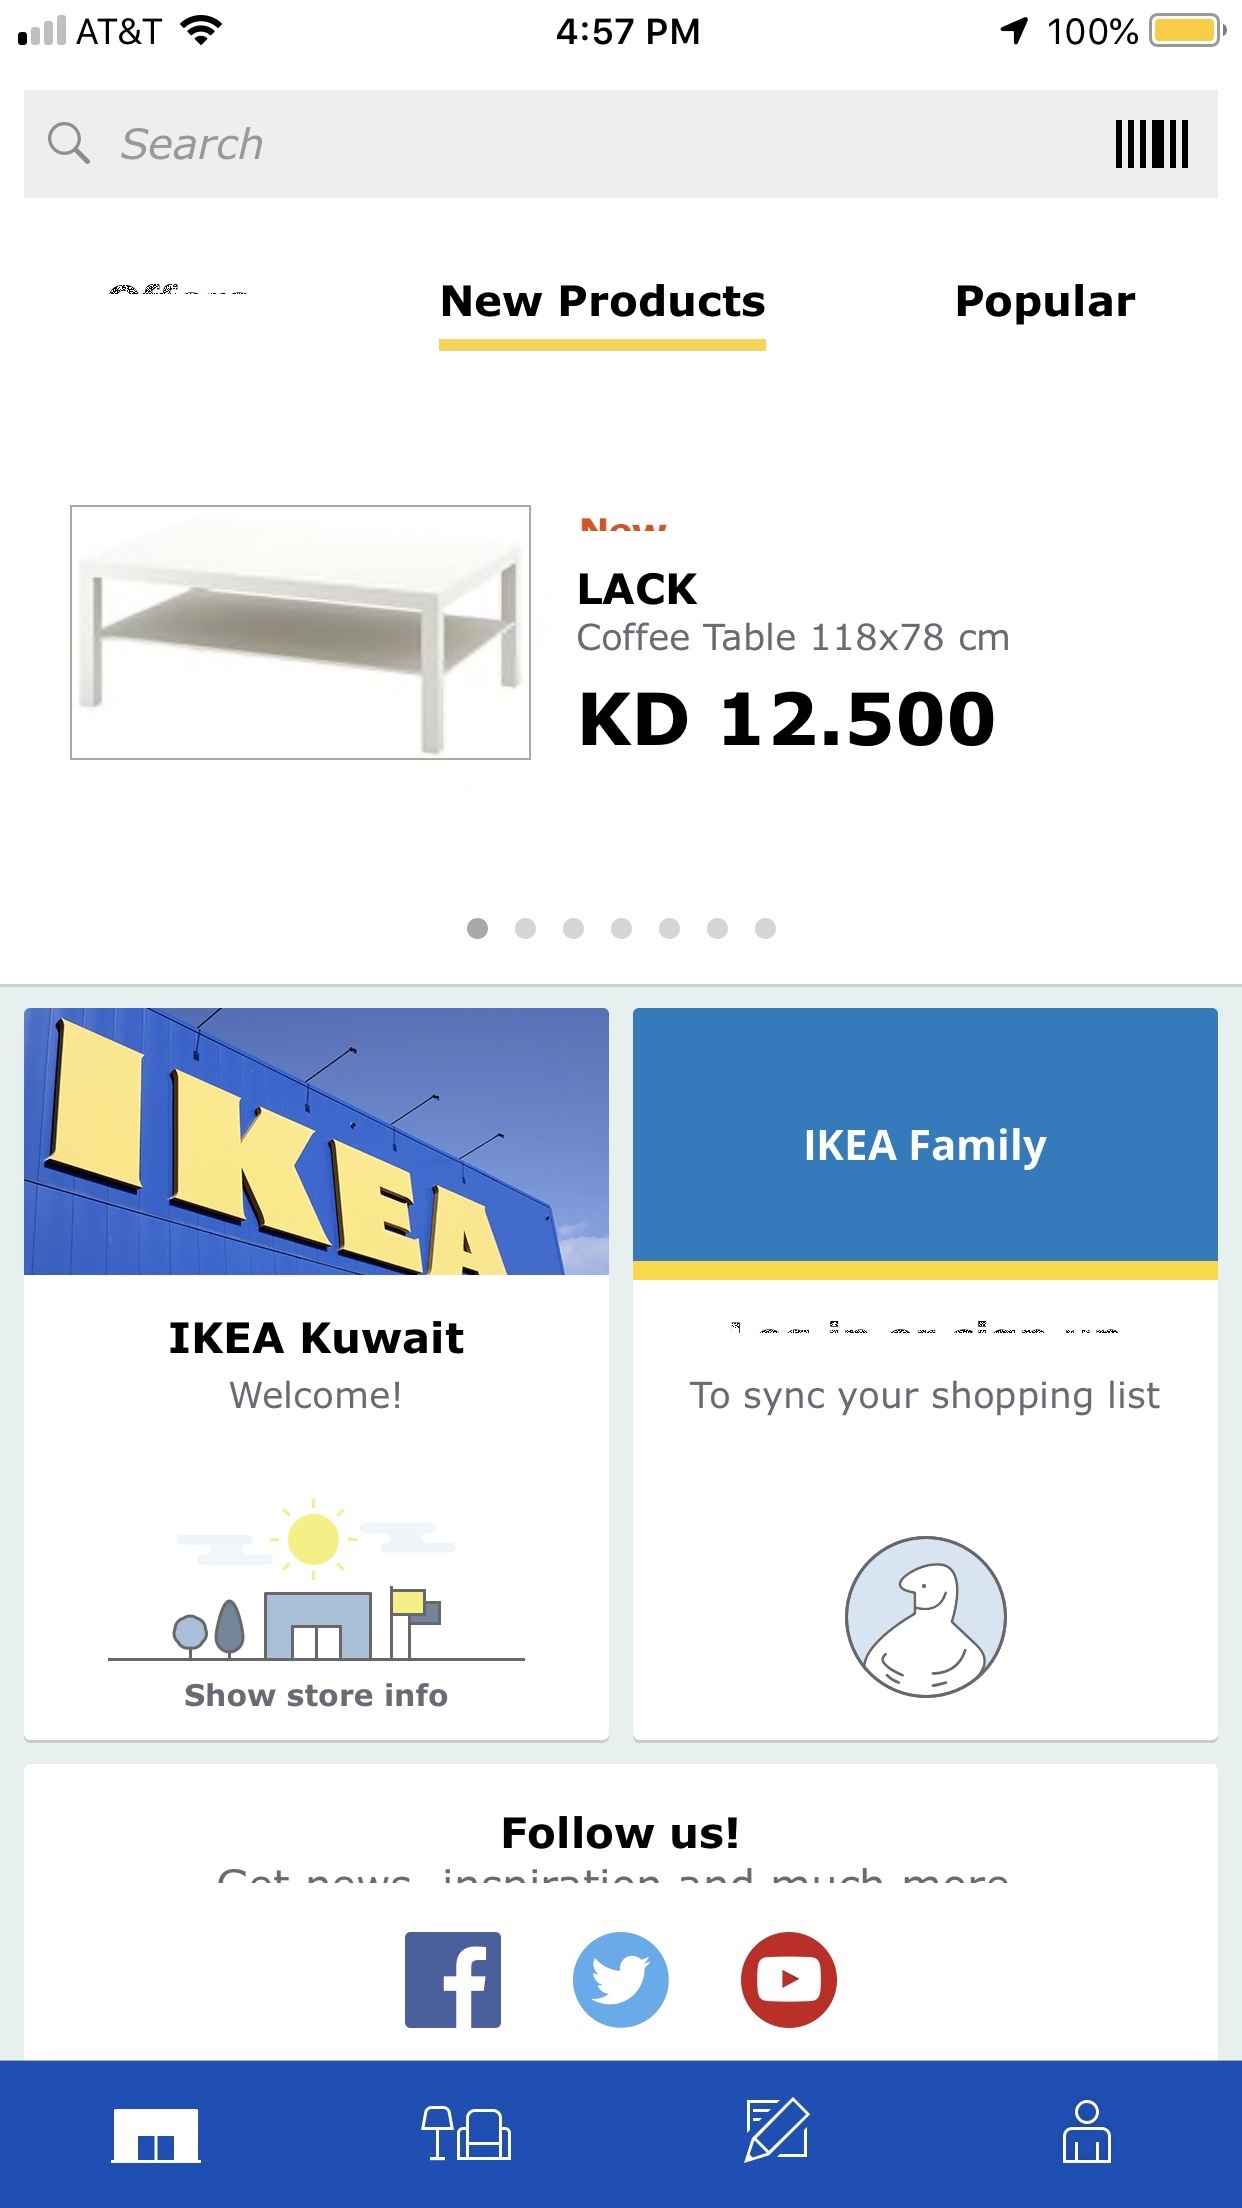 AT&T 4:57 PM 100%
Search
New Products Popular
New
LACK
Coffee Table 118x78 cm
KD 12.500
IKEA
IKEA Family
IKEA Kuwait
Welcome!
To sync your shopping list
Show store info
Follow us!
Get news, inspiration and much more